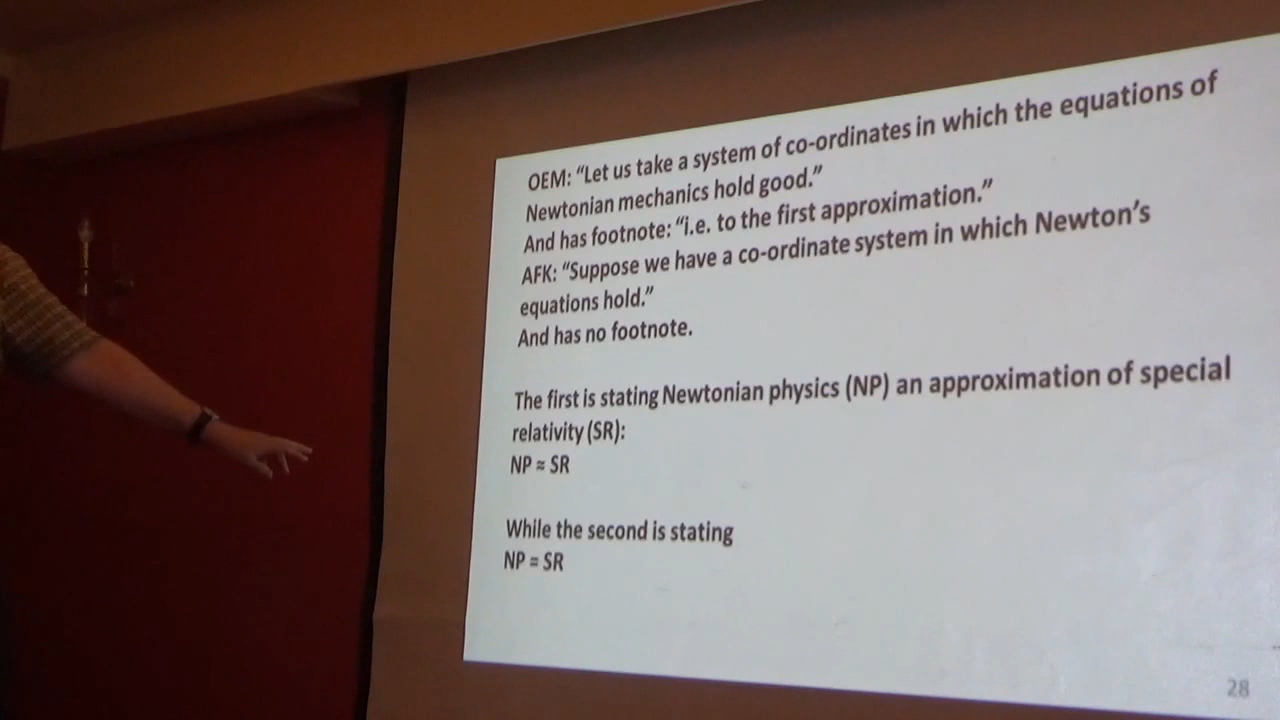 OEM: “Let us take a system of co-ordinates in which the equations of
Newtonian mechanics hold good.”
And has footnote: “i.e. to the first approximation.”
AFK: “Suppose we have a co-ordinate system in which Newton’s
equations hold.”
And has no footnote.
The first is stating Newtonian physics (NP) an approximation of special
relativity (SR):
NP ≈ SR
While the second is stating
NP = SR
28